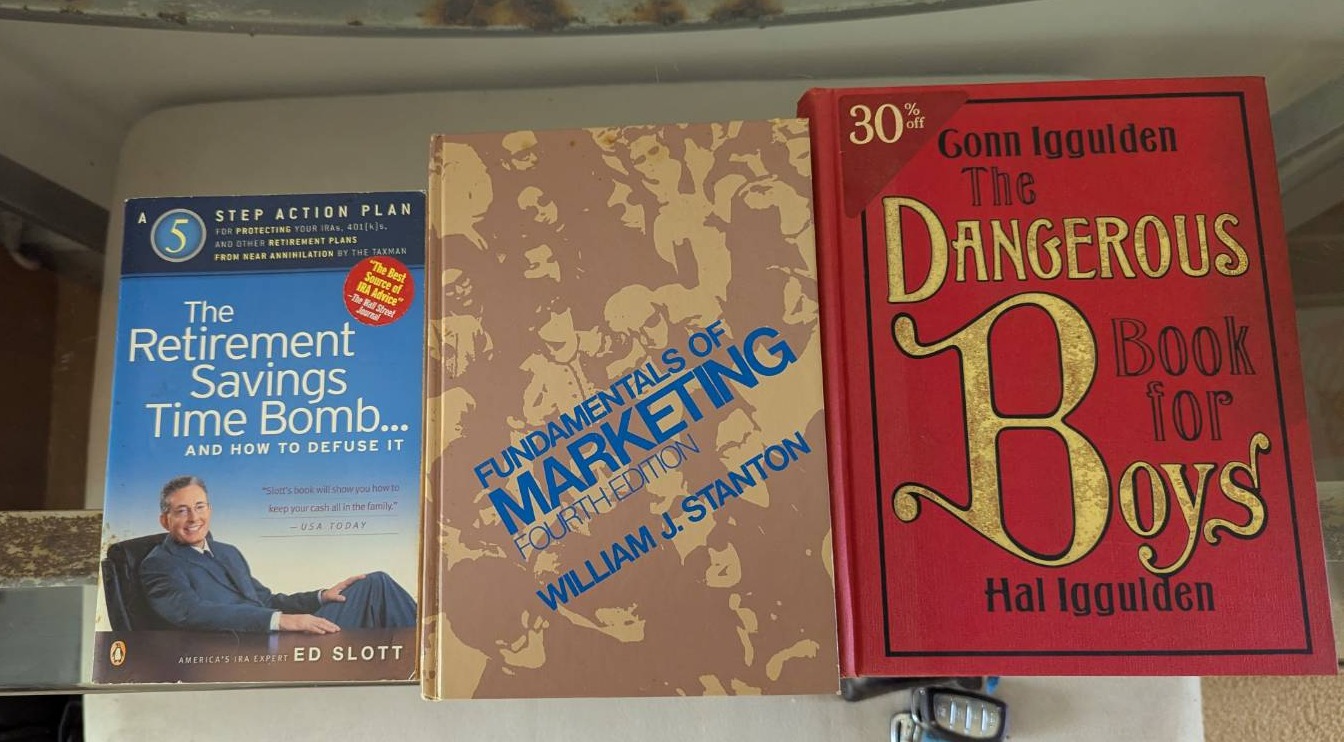 A 5 STEP ACTION PLAN
FOR PROTECTING YOUR IRAs, 401[k]s,
AND OTHER RETIREMENT PLANS
FROM NEAR ANNIHILATION BY THE TAXMAN
"The Best
Source of
IRA Advice"
—The Wall Street
Journal
The
Retirement
Savings
Time Bomb...
AND HOW TO DEFUSE IT
"Slott's book will show you how to
keep your cash all in the family."
—USA TODAY
AMERICA'S IRA EXPERT ED SLOTT
FUNDAMENTALS OF
MARKETING
FOURTH EDITION
WILLIAM J. STANTON
30% off
Conn Iggulden
The
DANGEROUS
Book
for
Boys
Hal Iggulden